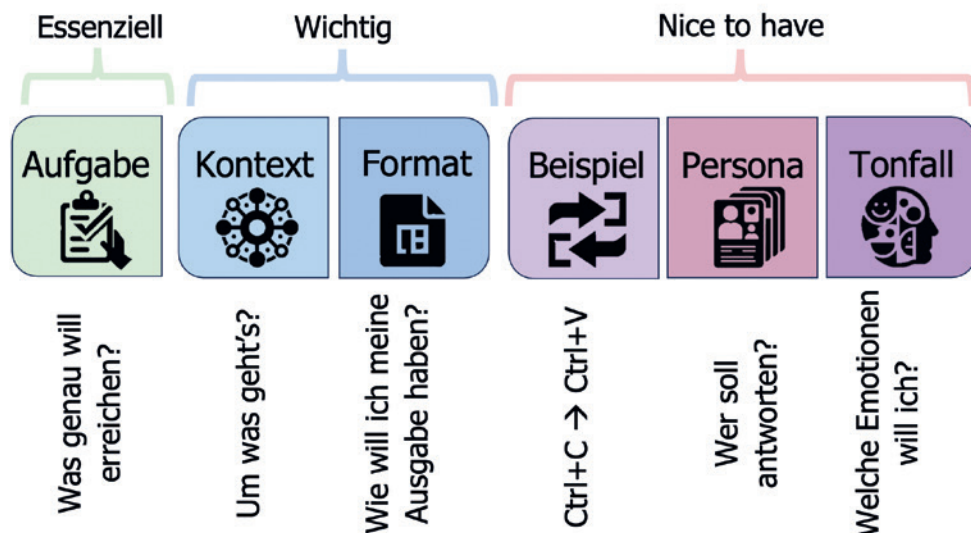 Essenziell
Wichtig
Nice to have
Aufgabe
Kontext
Format
Beispiel
Persona
Tonfall
Was genau will
erreichen?
Um was geht's?
Wie will ich meine
Ausgabe haben?
Ctrl+C → Ctrl+V
Wer soll
antworten?
Welche Emotionen
will ich?